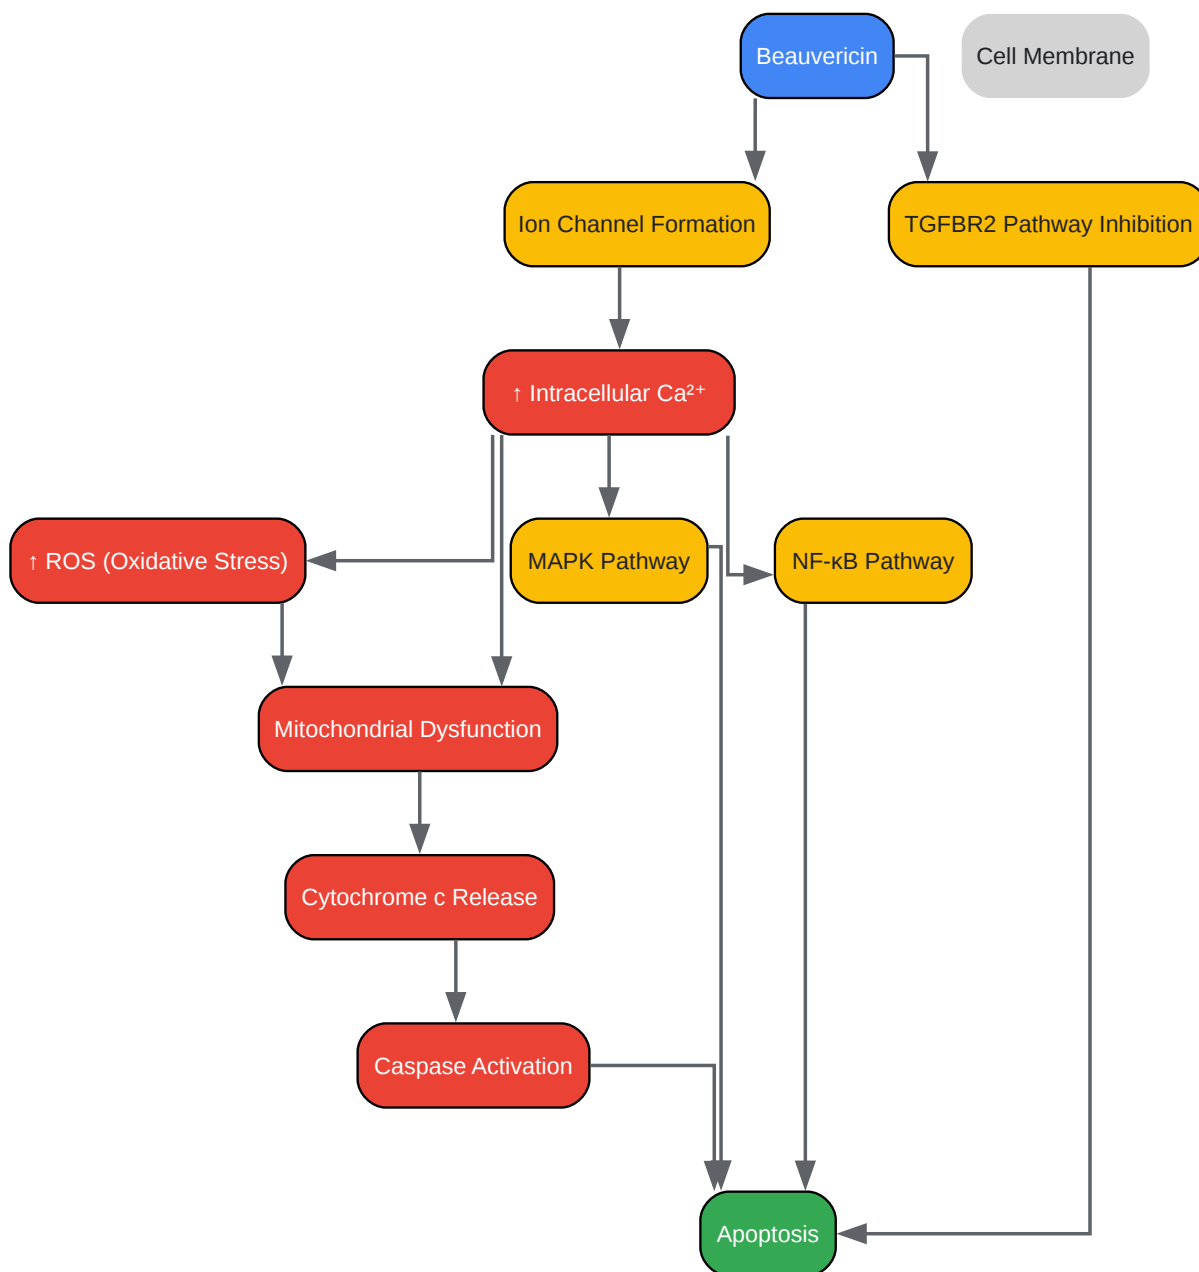 Beauvericin
Cell Membrane
Ion Channel Formation
TGFBR2 Pathway Inhibition
↑ Intracellular Ca²⁺
↑ ROS (Oxidative Stress)
MAPK Pathway
NF-κB Pathway
Mitochondrial Dysfunction
Cytochrome c Release
Caspase Activation
Apoptosis